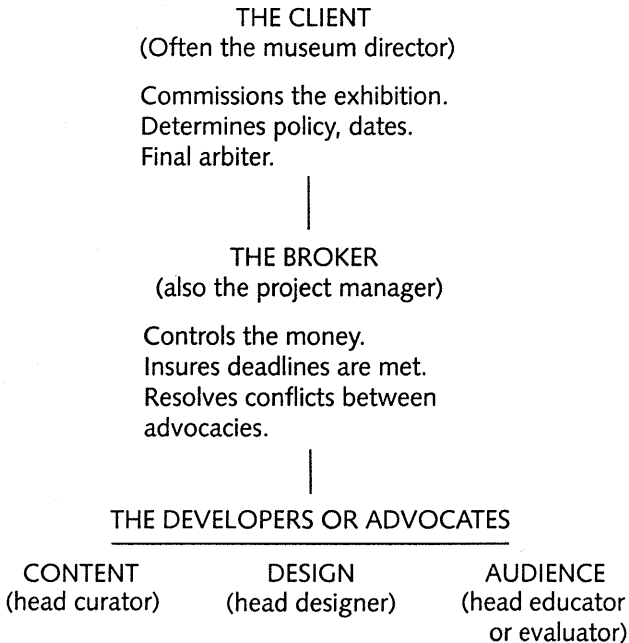 THE CLIENT
(Often the museum director)
Commissions the exhibition.
Determines policy, dates.
Final arbiter.
THE BROKER
(also the project manager)
Controls the money.
Insures deadlines are met.
Resolves conflicts between
advocacies.
THE DEVELOPERS OR ADVOCATES
CONTENT
(head curator)
DESIGN
(head designer)
AUDIENCE
(head educator
or evaluator)